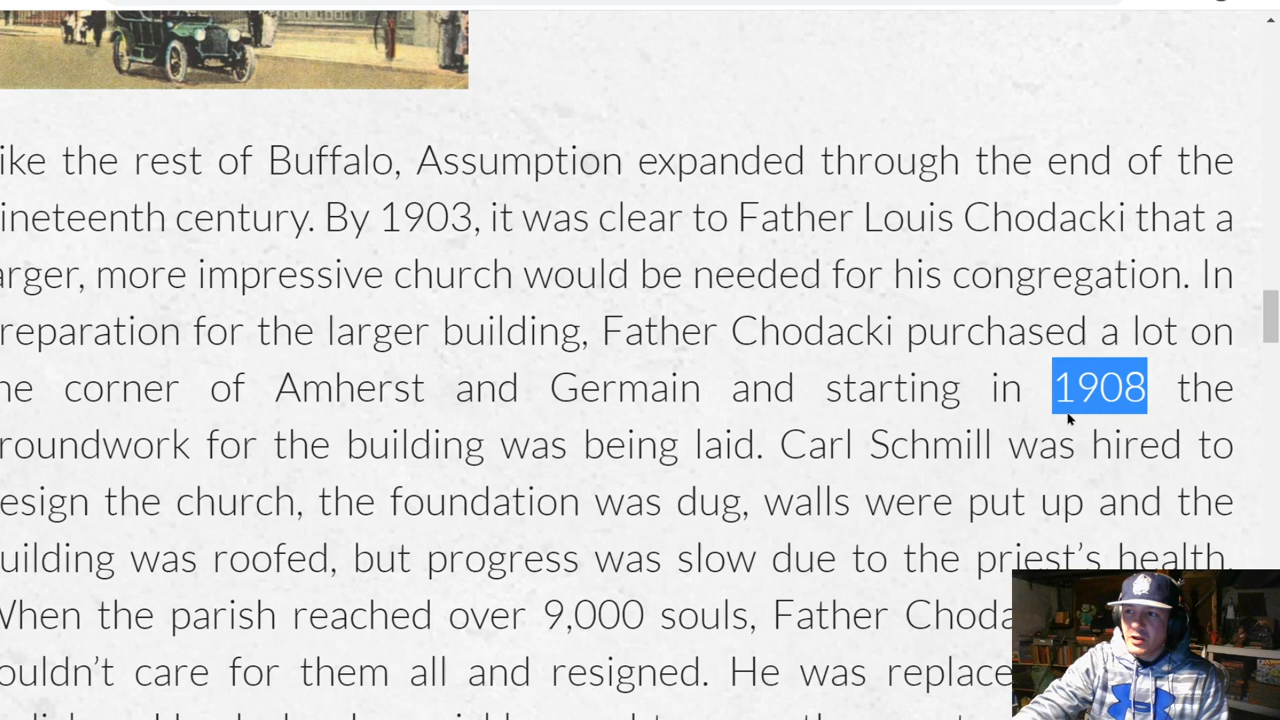 ike the rest of Buffalo, Assumption expanded through the end of the
ineteenth century. By 1903, it was clear to Father Louis Chodacki that a
arger, more impressive church would be needed for his congregation. In
reparation for the larger building, Father Chodacki purchased a lot on
he corner of Amherst and Germain and starting in 1908 the
roundwork for the building was being laid. Carl Schmill was hired to
esign the church, the foundation was dug, walls were put up and the
uilding was roofed, but progress was slow due to the priest’s health.
When the parish reached over 9,000 souls, Father Choda
ouldn’t care for them all and resigned. He was replace